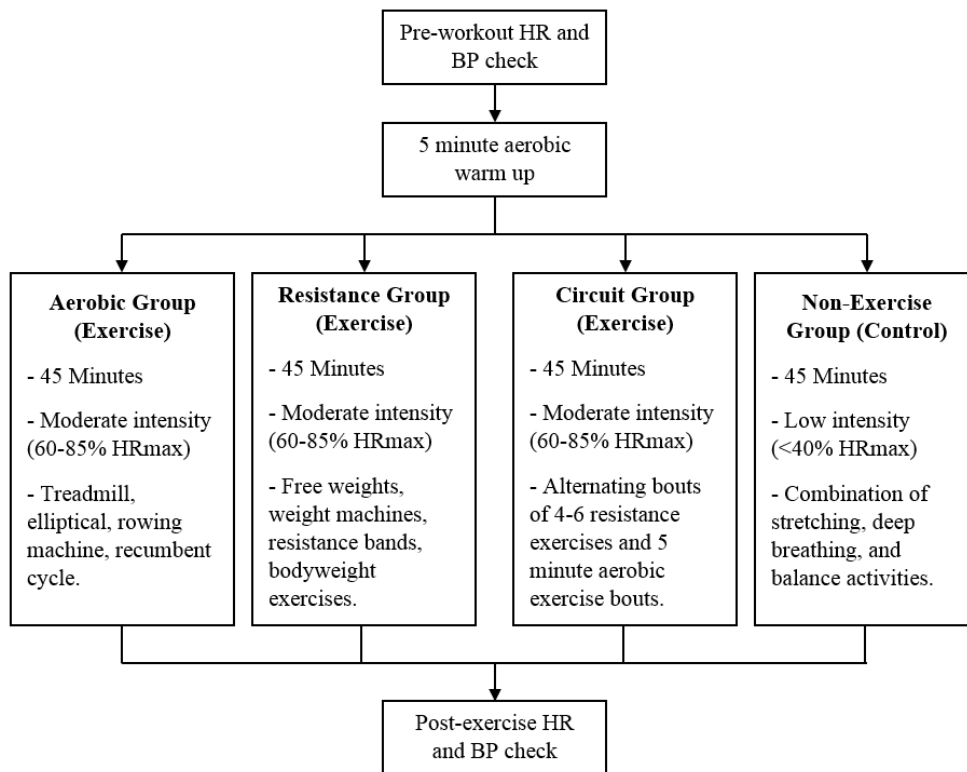 Pre-workout HR and
BP check
5 minute aerobic
warm up
Aerobic Group
(Exercise)
- 45 Minutes
- Moderate intensity
(60-85% HRmax)
- Treadmill,
elliptical, rowing
machine, recumbent
cycle.
Resistance Group
(Exercise)
- 45 Minutes
- Moderate intensity
(60-85% HRmax)
- Free weights,
weight machines,
resistance bands,
bodyweight
exercises.
Circuit Group
(Exercise)
- 45 Minutes
- Moderate intensity
(60-85% HRmax)
- Alternating bouts
of 4-6 resistance
exercises and 5
minute aerobic
exercise bouts.
Non-Exercise
Group (Control)
- 45 Minutes
- Low intensity
(<40% HRmax)
- Combination of
stretching, deep
breathing, and
balance activities.
Post-exercise HR
and BP check